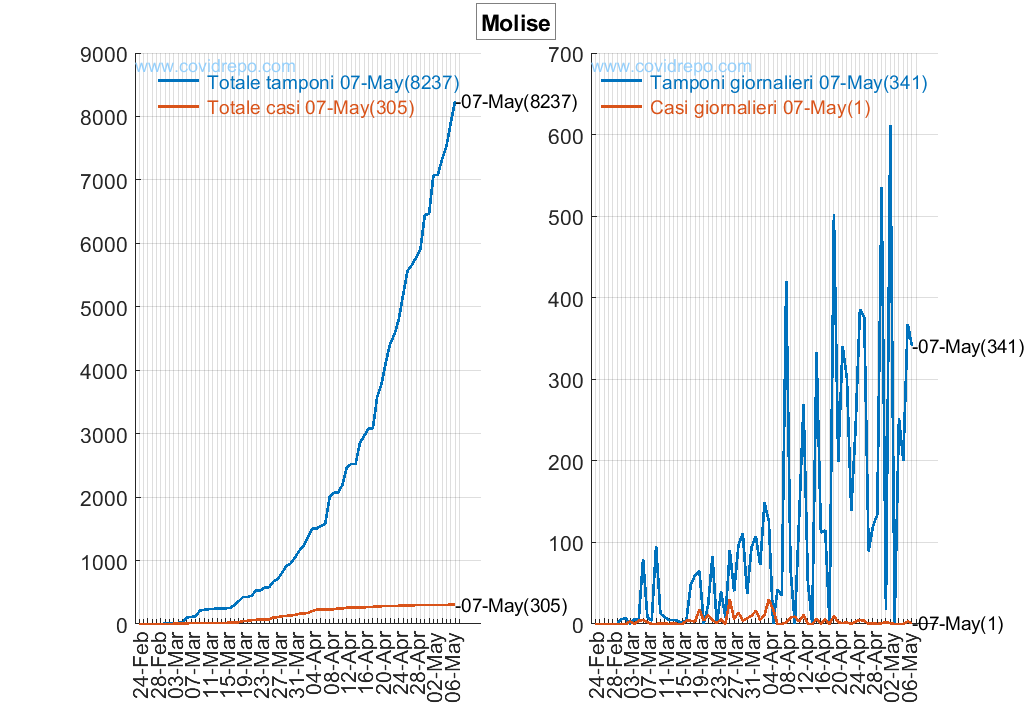 Molise
9000
8000
7000
6000
5000
4000
3000
2000
1000
0
www.covidrepo.com
Totale tamponi 07-May(8237)
Totale casi 07-May(305)
-07-May(8237)
-07-May(305)
24-Feb
28-Feb
03-Mar
07-Mar
11-Mar
15-Mar
19-Mar
23-Mar
27-Mar
31-Mar
04-Apr
08-Apr
12-Apr
16-Apr
20-Apr
24-Apr
28-Apr
02-May
06-May
700
600
500
400
300
200
100
0
www.covidrepo.com
Tamponi giornalieri 07-May(341)
Casi giornalieri 07-May(1)
-07-May(341)
-07-May(1)
24-Feb
28-Feb
03-Mar
07-Mar
11-Mar
15-Mar
19-Mar
23-Mar
27-Mar
31-Mar
04-Apr
08-Apr
12-Apr
16-Apr
20-Apr
24-Apr
28-Apr
02-May
06-May